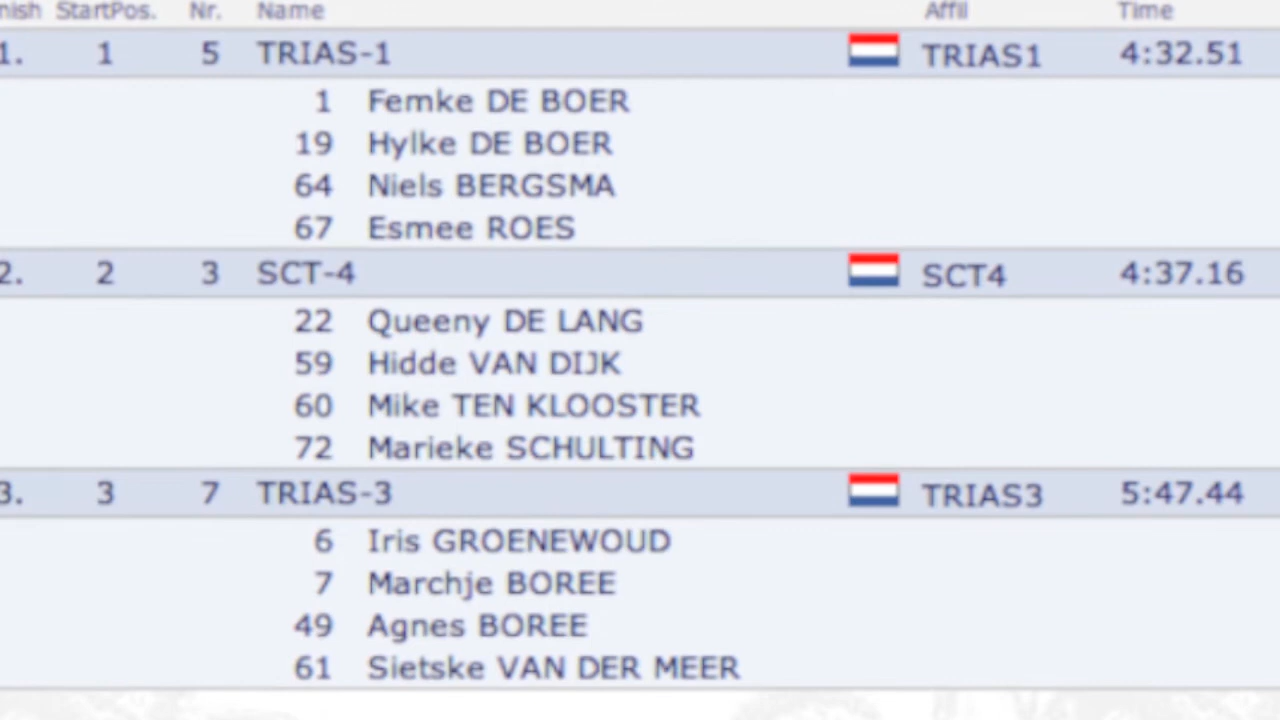 nish StartPos. Nr. Name Affil Time
1. 1 5 TRIAS-1 TRIAS1 4:32.51
1 Femke DE BOER
19 Hylke DE BOER
64 Niels BERGSMA
67 Esmee ROES
2. 2 3 SCT-4 SCT4 4:37.16
22 Queeny DE LANG
59 Hidde VAN DIJK
60 Mike TEN KLOOSTER
72 Marieke SCHULTING
3. 3 7 TRIAS-3 TRIAS3 5:47.44
6 Iris GROENEWOUD
7 Marchje BOREE
49 Agnes BOREE
61 Sietske VAN DER MEER